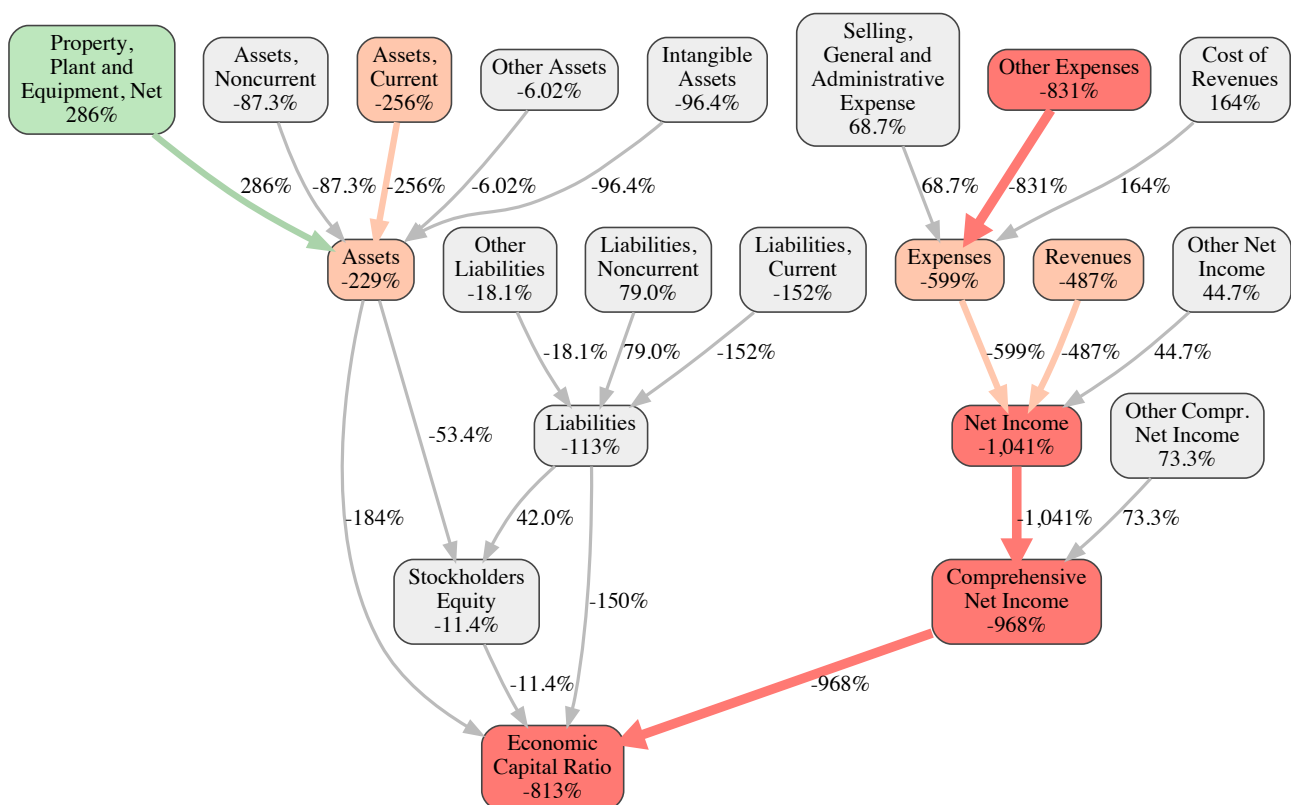 Property,
Plant and
Equipment, Net
286%
Assets,
Noncurrent
-87.3%
Assets,
Current
-256%
Other Assets
-6.02%
Intangible
Assets
-96.4%
Selling,
General and
Administrative
Expense
68.7%
Other Expenses
-831%
Cost of
Revenues
164%
286%
-87.3%
-256%
-6.02%
-96.4%
68.7%
-831%
164%
Assets
-229%
Other
Liabilities
-18.1%
Liabilities,
Noncurrent
79.0%
Liabilities,
Current
-152%
Expenses
-599%
Revenues
-487%
Other Net
Income
44.7%
-18.1%
79.0%
-152%
-599%
-487%
44.7%
-53.4%
Liabilities
-113%
Net Income
-1,041%
Other Compr.
Net Income
73.3%
-184%
42.0%
-1,041%
73.3%
Stockholders
Equity
-11.4%
-150%
Comprehensive
Net Income
-968%
-11.4%
-968%
Economic
Capital Ratio
-813%